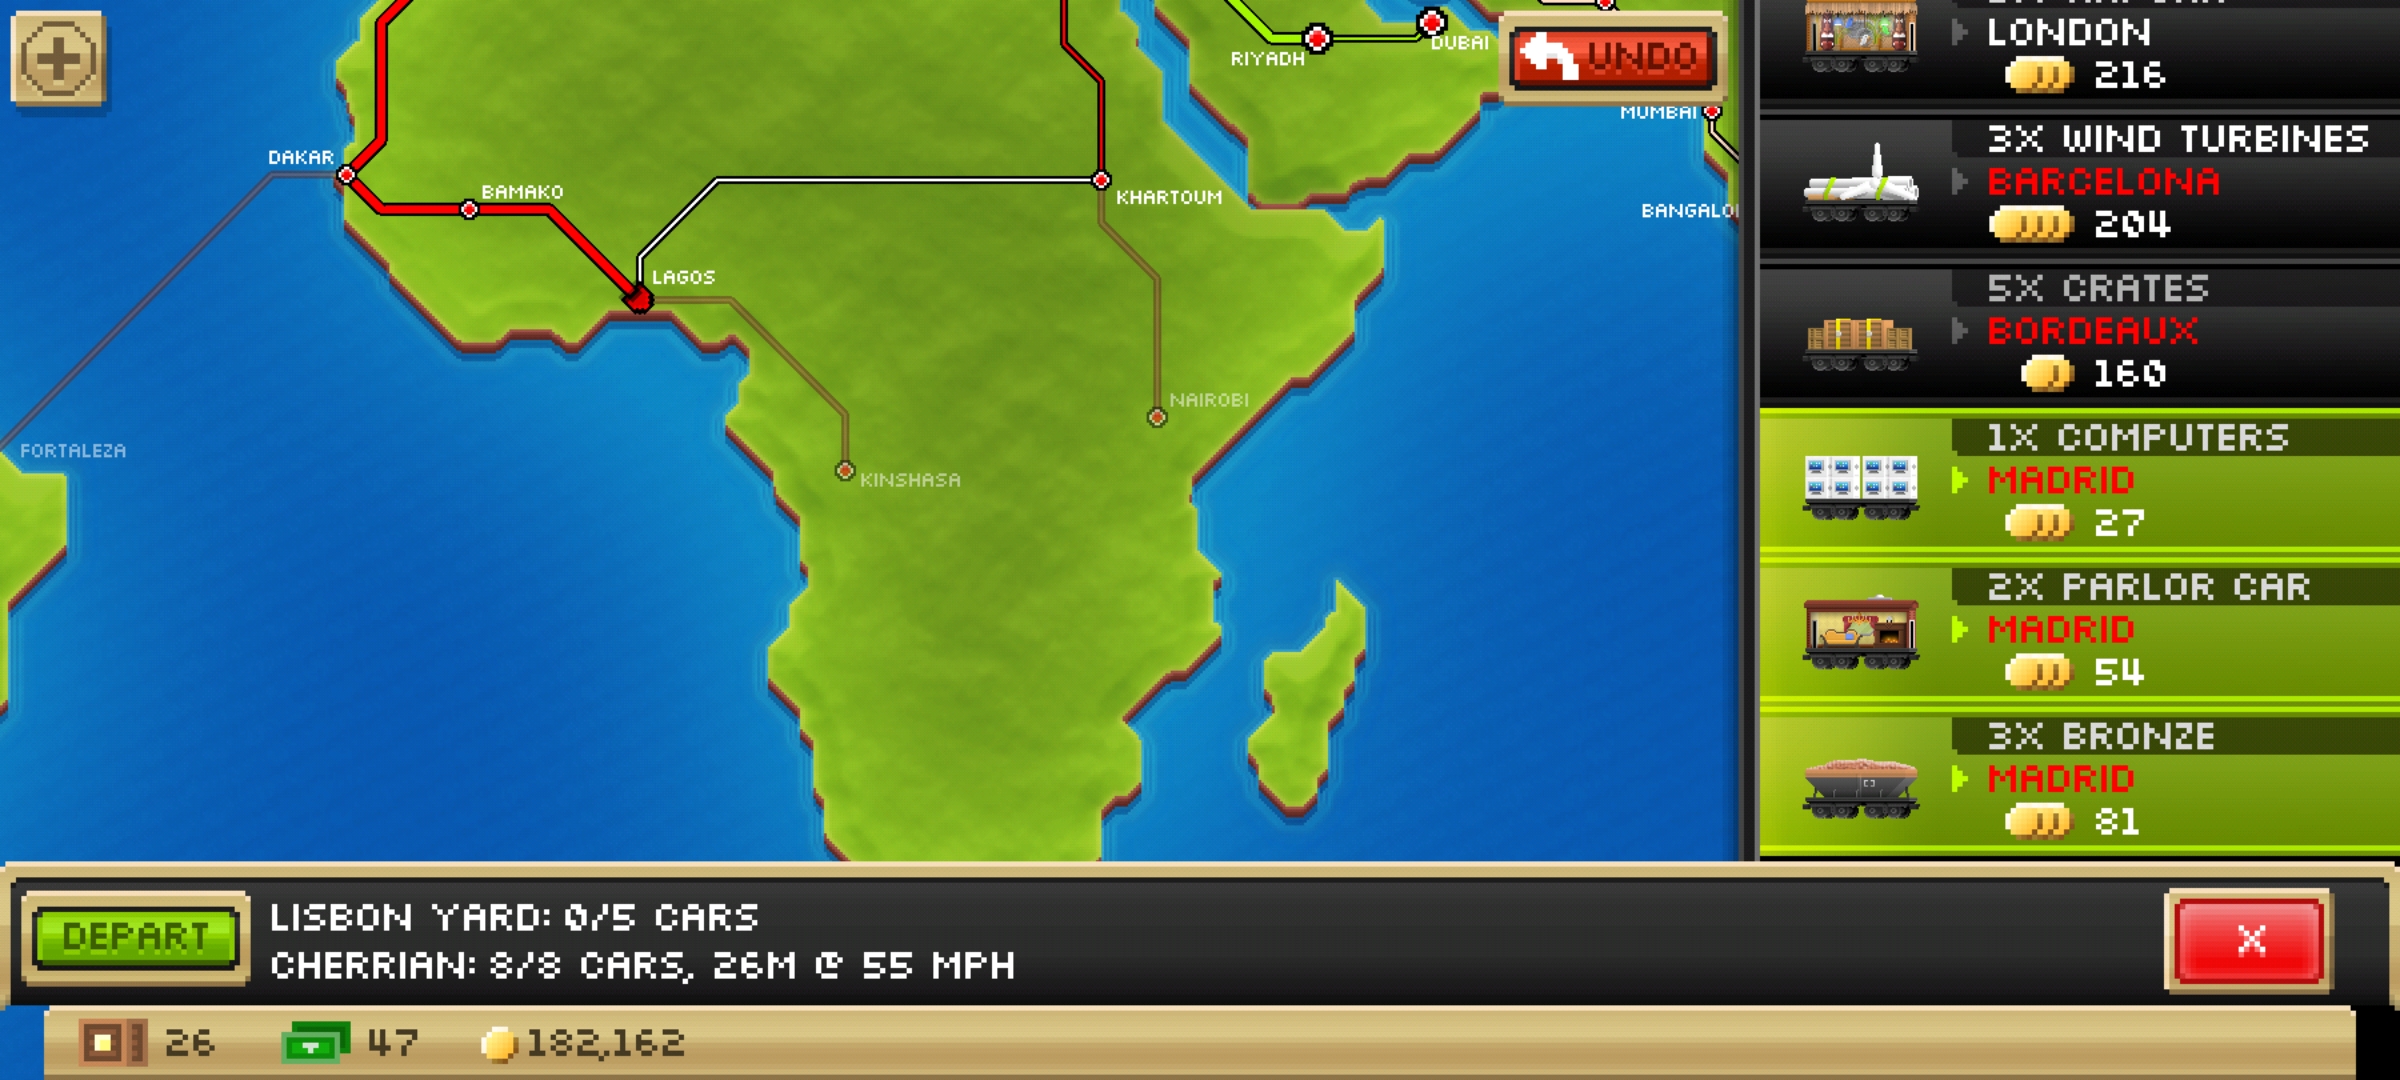 RIYADH
DUBAI
UNDO
MUMBAI
BANGALO
DAKAR
BAMAKO
KHARTOUM
LAGOS
NAIROBI
FORTALEZA
KINSHASA
LONDON
216
3X WIND TURBINES
BARCELONA
204
5X CRATES
BORDEAUX
160
1X COMPUTERS
MADRID
27
2X PARLOR CAR
MADRID
54
3X BRONZE
MADRID
81
DEPART
LISBON YARD: 0/5 CARS
CHERRIAN: 8/8 CARS, 26M @ 55 MPH
X
26
47
182,162